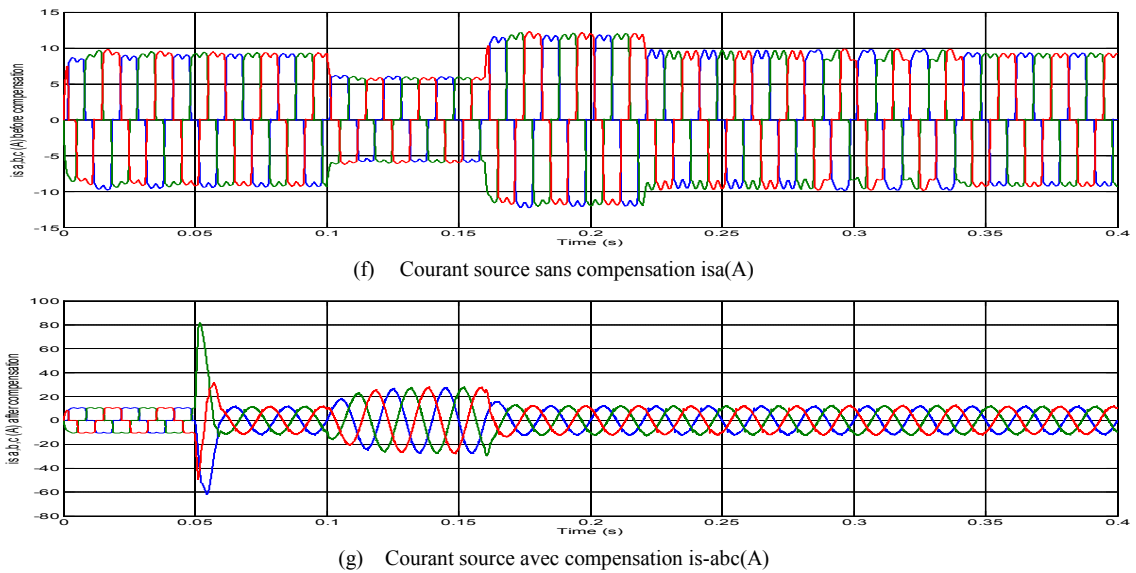 15
10
5
0
-5
-10
-15
is a,b,c (A) before compensation
0 0.05 0.1 0.15 0.2 0.25 0.3 0.35 0.4
Time (s)
(f) Courant source sans compensation isa(A)
100
80
60
40
20
0
-20
-40
-60
-80
is a,b,c (A) after compensation
0 0.05 0.1 0.15 0.2 0.25 0.3 0.35 0.4
Time (s)
(g) Courant source avec compensation is-abc(A)